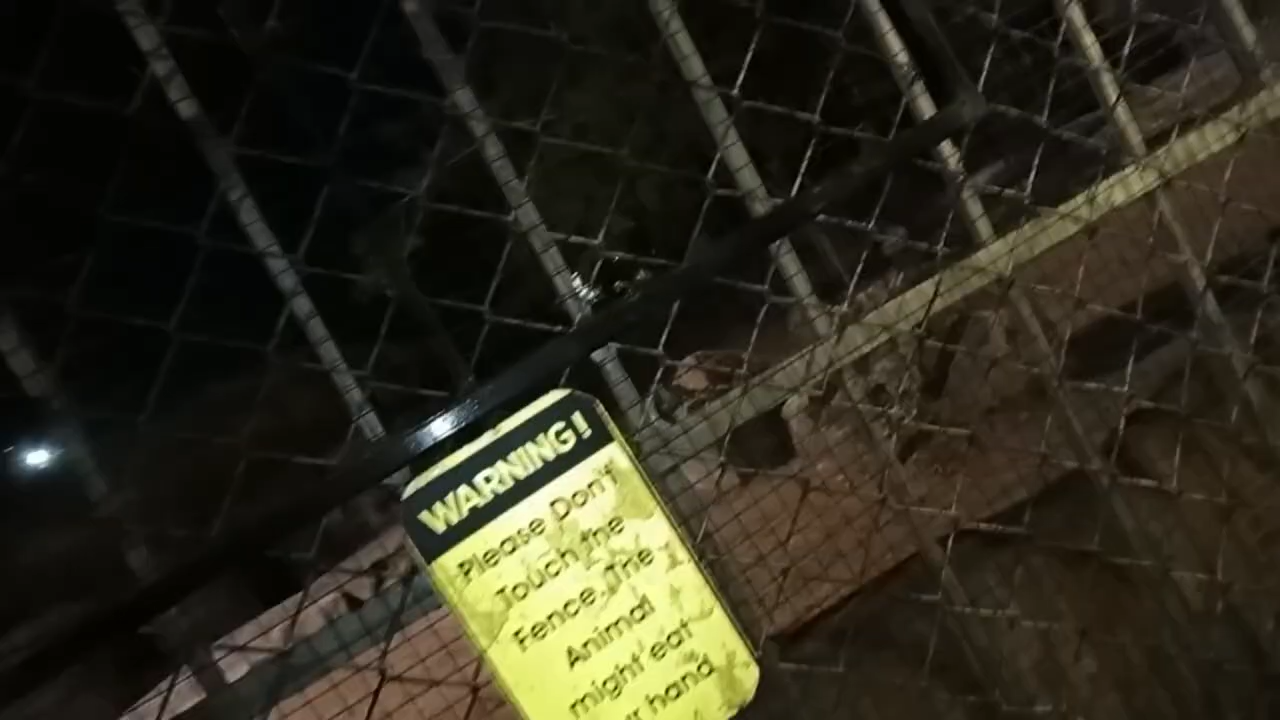 WARNING!
Please Don't
Touch the
Fence. The
Animal
might eat
hand